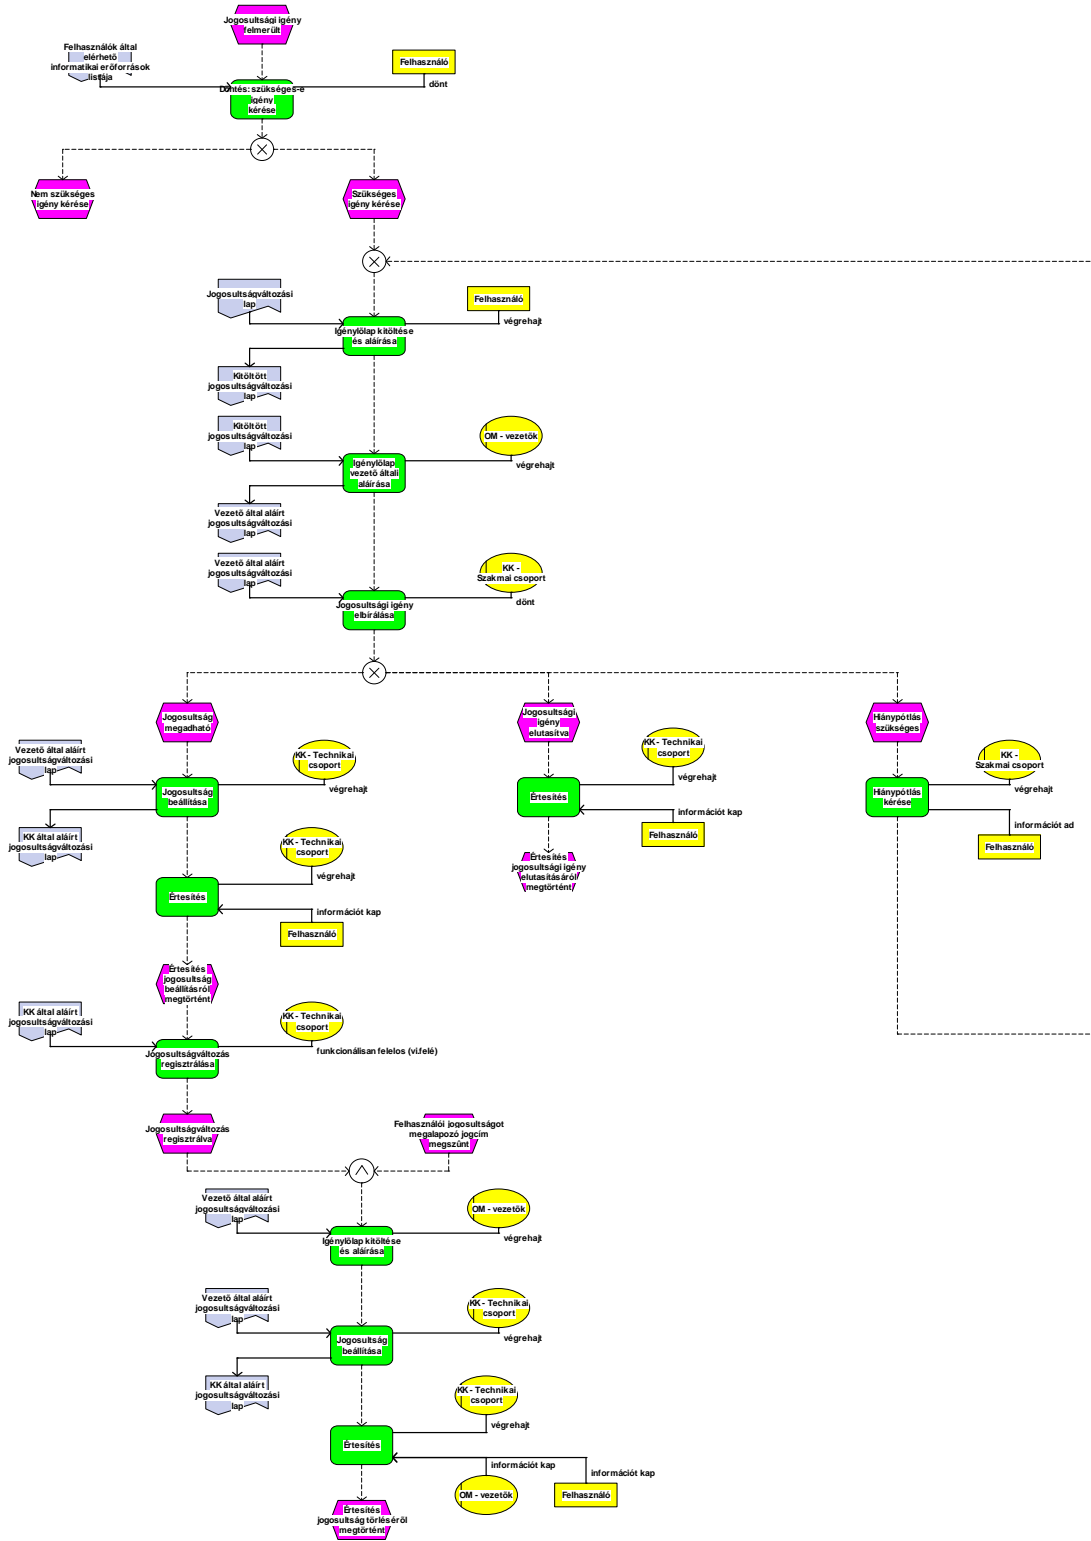 Jogosultsági igény
felmerült
Felhasználók által
elérhető
informatikai erőforrások
listája
Felhasználó
dönt
Döntés: szükséges-e
igény
kérése
Nem szükséges
igény kérése
Szükséges
igény kérése
Jogosultságváltozási
lap
Felhasználó
végrehajt
Igénylőlap kitöltése
és aláírása
Kitöltött
jogosultságváltozási
lap
Kitöltött
jogosultságváltozási
lap
OM - vezetők
végrehajt
Igénylőlap
vezető általi
aláírása
Vezető által aláírt
jogosultságváltozási
lap
Vezető által aláírt
jogosultságváltozási
lap
KK -
Szakmai csoport
dönt
Jogosultsági igény
elbírálása
Jogosultság
megadható
Jogosultsági
igény
elutasítva
Hiánypótlás
szükséges
Vezető által aláírt
jogosultságváltozási
lap
KK - Technikai
csoport
végrehajt
Jogosultság
beállítása
KK - Technikai
csoport
végrehajt
Értesítés
információt kap
Felhasználó
KK -
Szakmai csoport
végrehajt
Hiánypótlás
kérése
információt ad
Felhasználó
KK által aláírt
jogosultságváltozási
lap
KK - Technikai
csoport
végrehajt
Értesítés
jogosultsági igény
elutasításáról
megtörtént
Értesítés
információt kap
Felhasználó
Értesítés
jogosultság
beállításról
megtörtént
KK által aláírt
jogosultságváltozási
lap
KK - Technikai
csoport
funkcionálisan felelos (vi.felé)
Jogosultságváltozás
regisztrálása
Jogosultságváltozás
regisztrálva
Felhasználói jogosultságot
megalapozó jogcím
megszűnt
Vezető által aláírt
jogosultságváltozási
lap
OM - vezetők
végrehajt
Igénylőlap kitöltése
és aláírása
Vezető által aláírt
jogosultságváltozási
lap
KK - Technikai
csoport
végrehajt
Jogosultság
beállítása
KK által aláírt
jogosultságváltozási
lap
KK - Technikai
csoport
végrehajt
Értesítés
információt kap
információt kap
OM - vezetők
Felhasználó
Értesítés
jogosultság törléséről
megtörtént